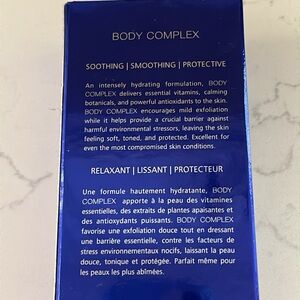 BODY COMPLEX
SOOTHING | SMOOTHING | PROTECTIVE
An intensely hydrating formulation, BODY
COMPLEX delivers essential vitamins, calming
botanicals, and powerful antioxidants to the skin.
BODY COMPLEX encourages mild exfoliation
while it helps provide a crucial barrier against
harmful environmental stressors, leaving the skin
feeling soft, toned, and protected. Excellent for
even the most compromised skin conditions.
RELAXANT | LISSANT | PROTECTEUR
Une formule hautement hydratante, BODY
COMPLEX apporte à la peau des vitamines
essentielles, des extraits de plantes apaisantes et
des antioxydants puissants. BODY COMPLEX
favorise une exfoliation douce tout en dressant
une barrière essentielle, contre les facteurs de
stress environnementaux nocifs, laissant la peau
douce, tonique et protégée. Parfait même pour
les peaux les plus abîmées.